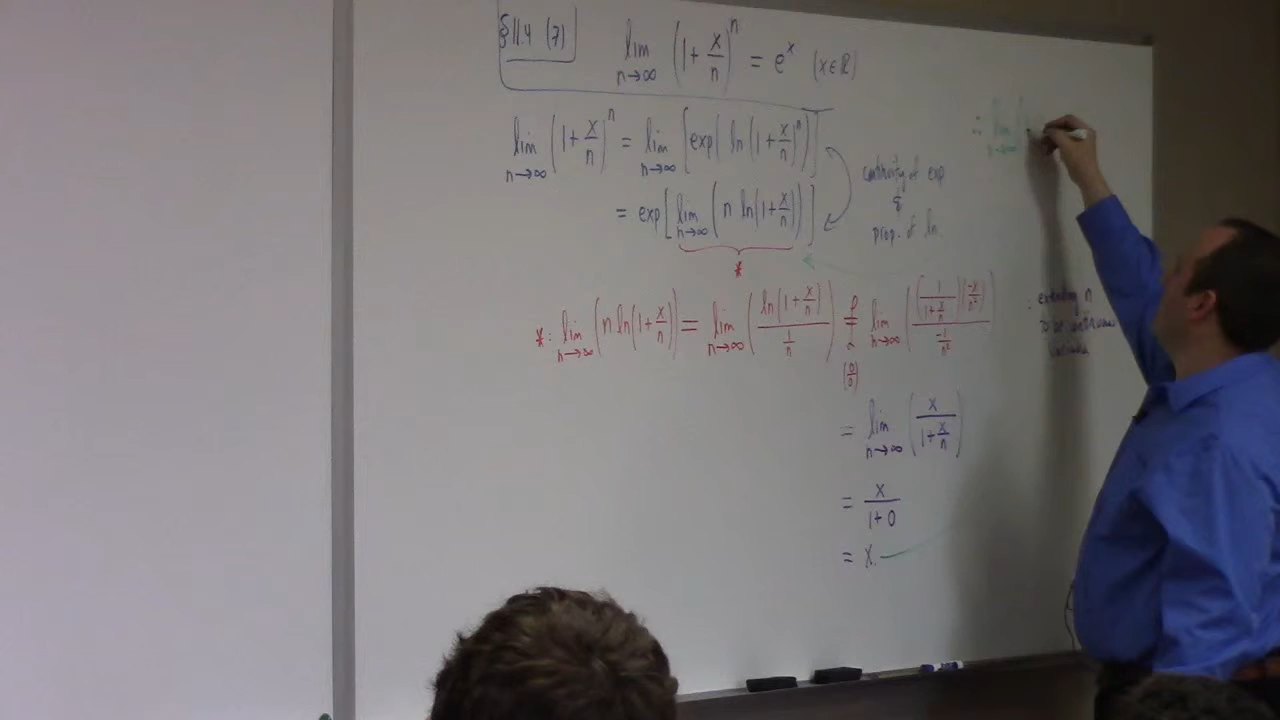 §11.4 (7) lim n→∞ (1 + x/n)^n = e^x (x∈ℝ)
lim n→∞ (1 + x/n)^n = lim n→∞ [exp( ln(1 + x/n)^n )]
= exp[ lim n→∞ ( n ln(1 + x/n) ) ]
*
continuity of exp
&
prop. of ln
*: lim n→∞ (n ln(1 + x/n)) = lim n→∞ ( ln(1 + x/n) / (1/n) ) = lim n→∞ ( (1/(1 + x/n)) (-x/n²) / (-1/n²) )
(0/0)
: extending n
to be continuous
variable
= lim n→∞ ( x / (1 + x/n) )
= x / (1 + 0)
= x.
∴ lim n→∞ (1